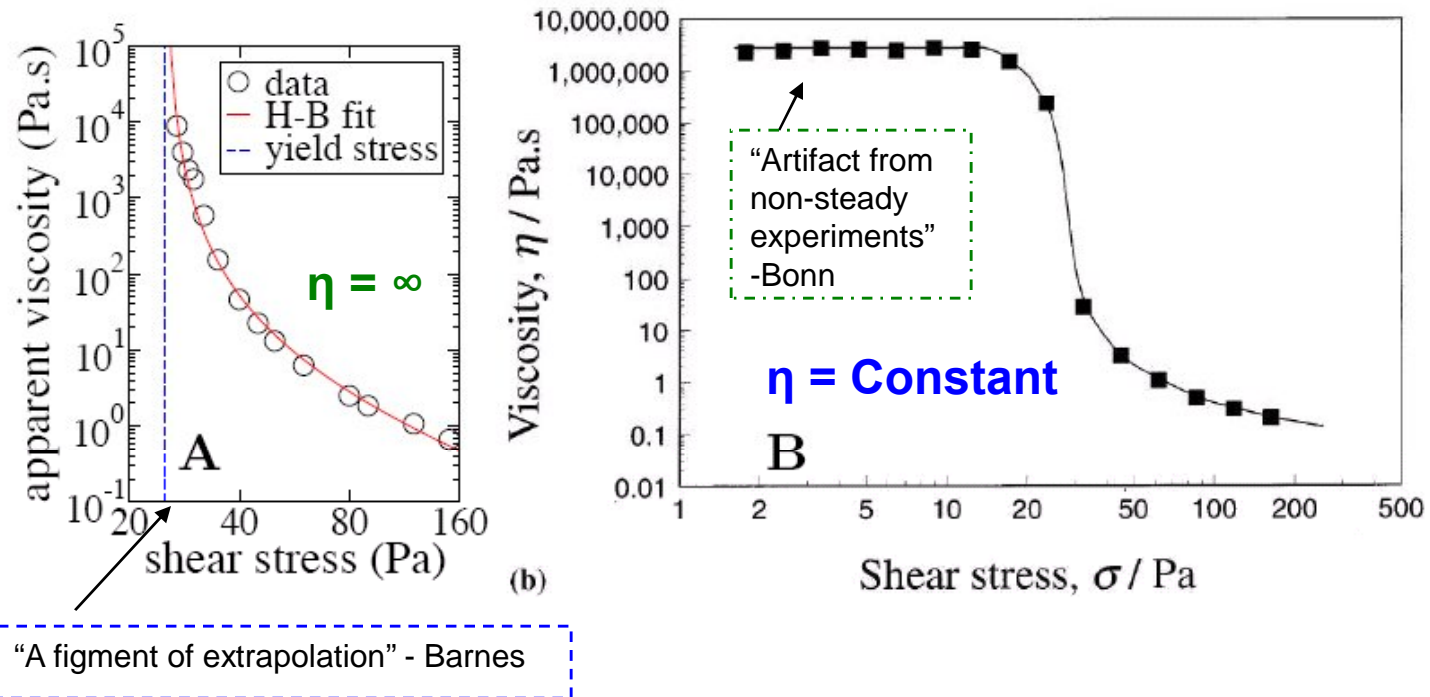 apparent viscosity (Pa.s)
10^5
10^4
10^3
10^2
10^1
10^0
10^-1
data
H-B fit
yield stress
η = ∞
A
20
40
80
160
shear stress (Pa)
"A figment of extrapolation" - Barnes
(b)
Viscosity, η / Pa.s
10,000,000
1,000,000
100,000
10,000
1,000
100
10
1
0.1
0.01
"Artifact from
non-steady
experiments"
-Bonn
η = Constant
B
1
2
5
10
20
50
100
200
500
Shear stress, σ / Pa